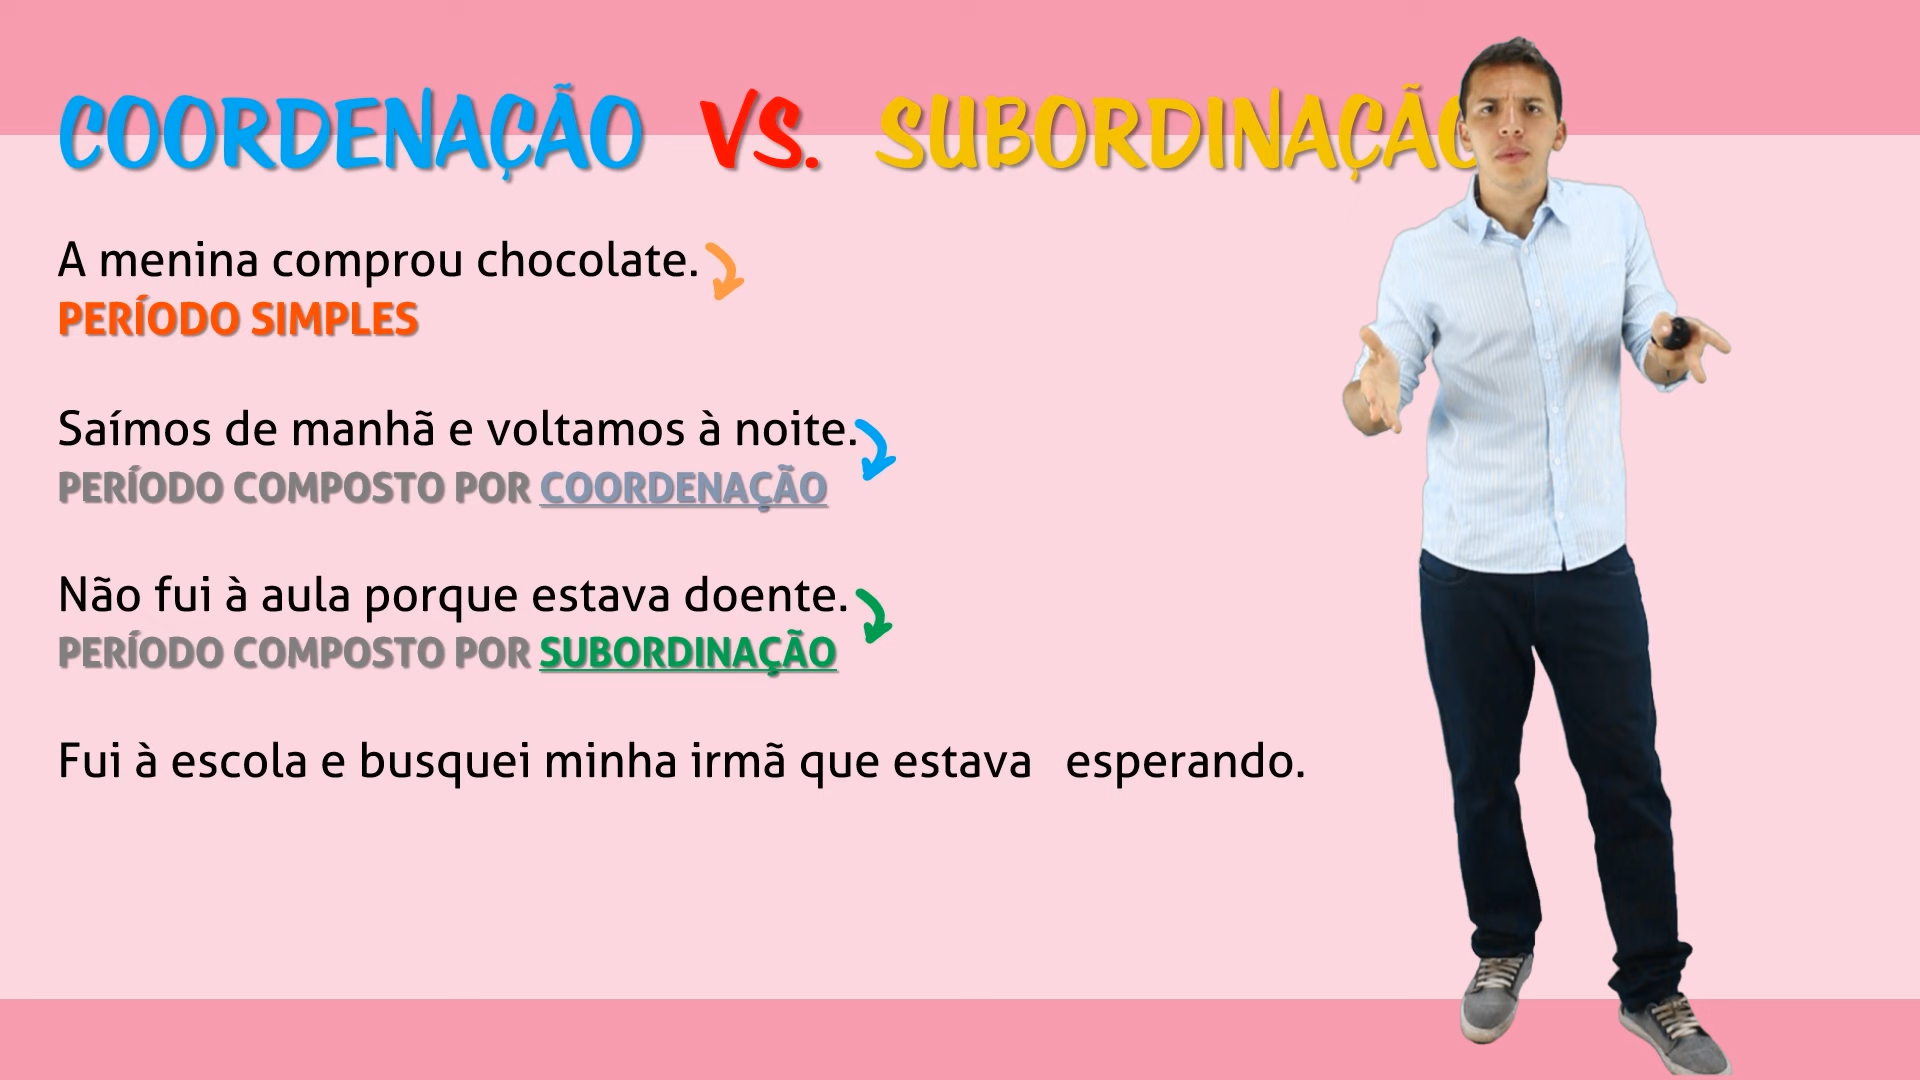 COORDENAÇÃO VS. SUBORDINAÇÃO
A menina comprou chocolate.
PERÍODO SIMPLES
Saímos de manhã e voltamos à noite.
PERÍODO COMPOSTO POR COORDENAÇÃO
Não fui à aula porque estava doente.
PERÍODO COMPOSTO POR SUBORDINAÇÃO
Fui à escola e busquei minha irmã que estava esperando.